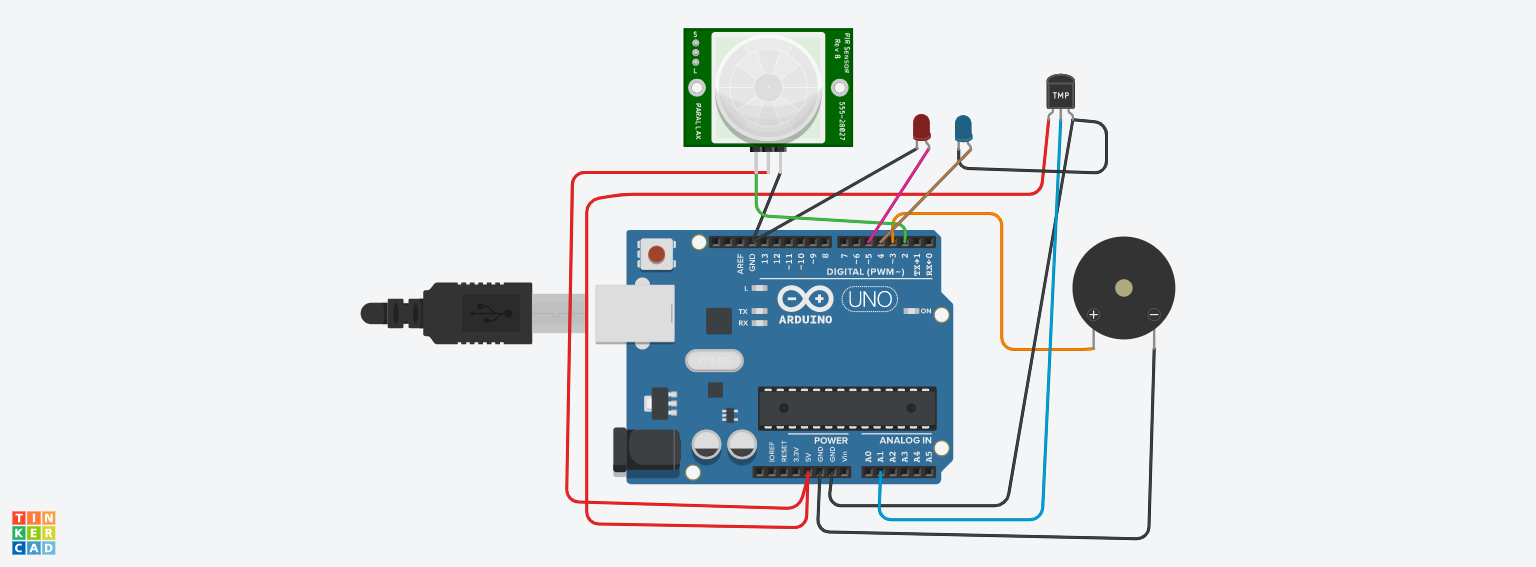 S
L
PIR SENSOR
Rev B
PARALLAX
555-28027
TMP
AREF
GND
13
12
~11
~10
~9
8
7
~6
~5
4
~3
2
TX→1
RX←0
DIGITAL (PWM~)
L
TX
RX
ARDUINO
UNO
ON
+
−
POWER
ANALOG IN
IOREF
RESET
3.3V
5V
GND
GND
Vin
A0
A1
A2
A3
A4
A5
TIN
KER
CAD